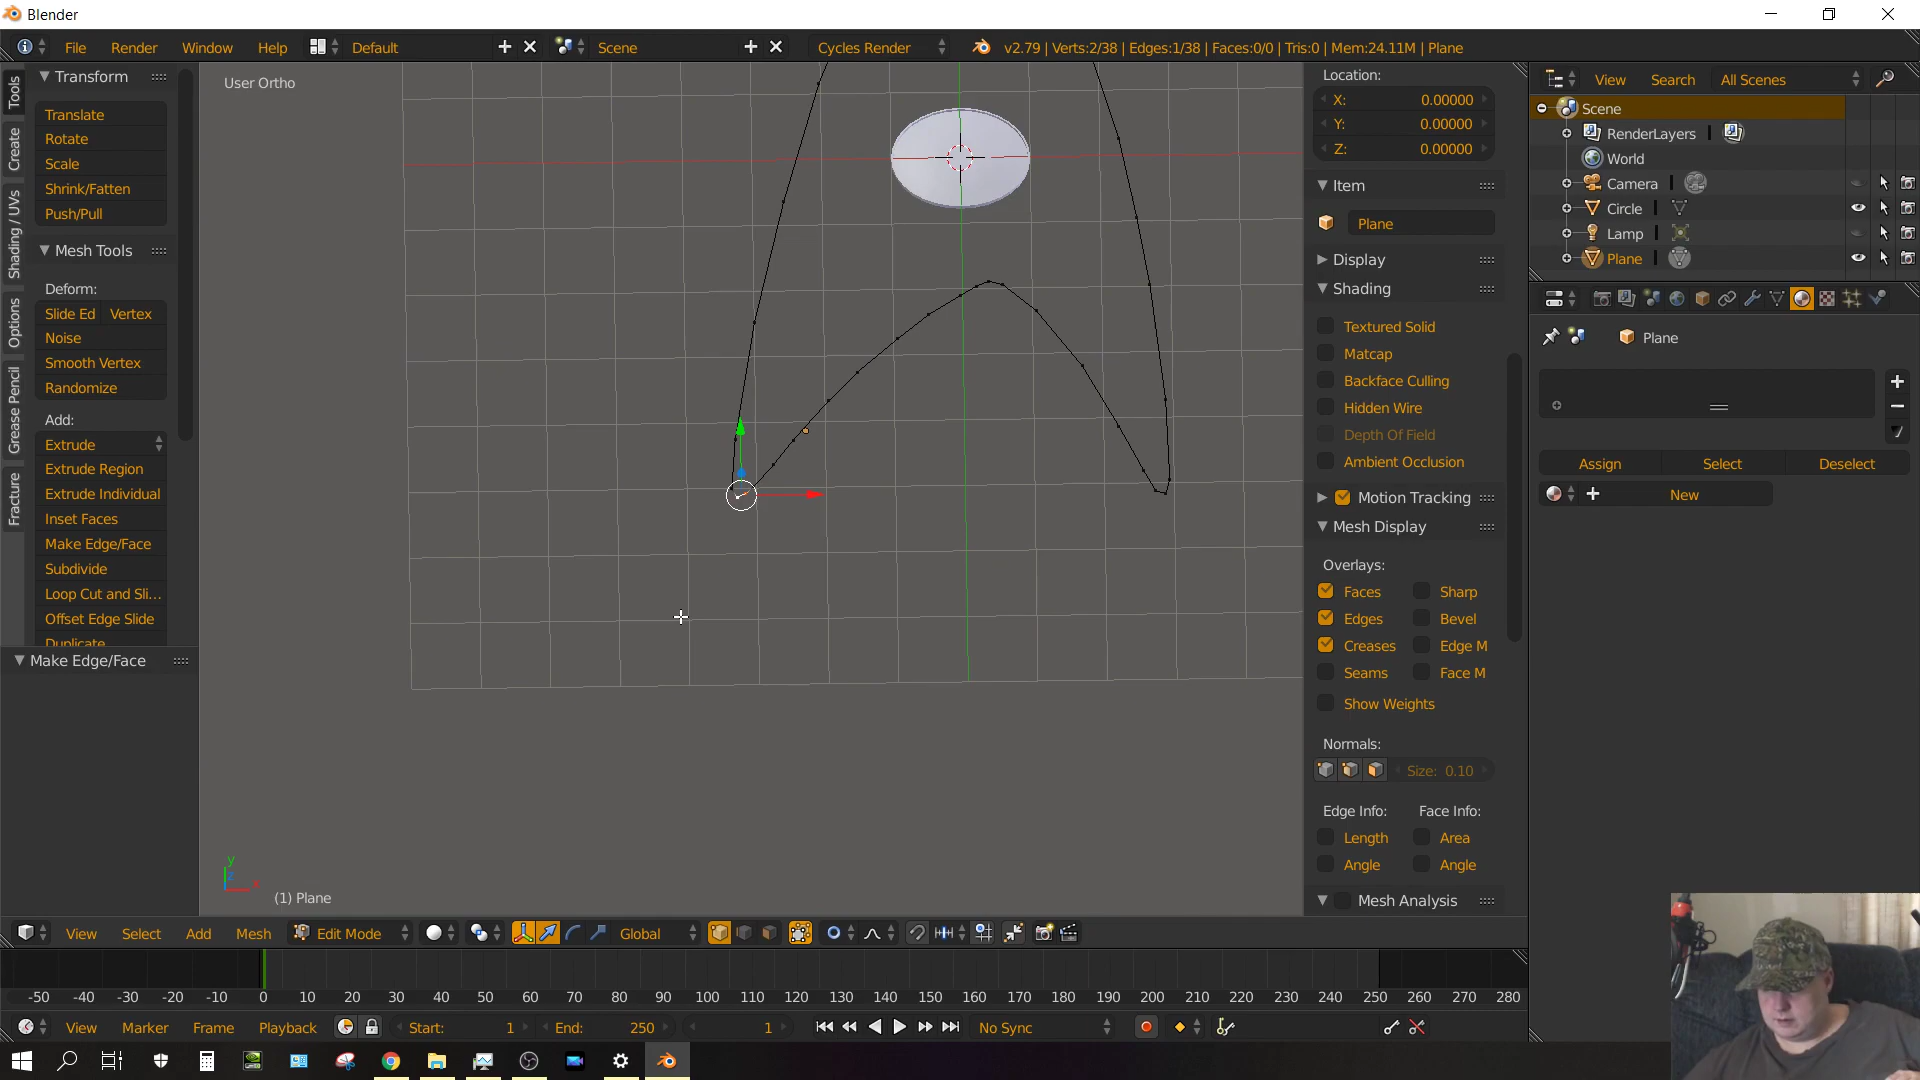 Blender
File Render Window Help Default Scene Cycles Render v2.79 | Verts:2/38 | Edges:1/38 | Faces:0/0 | Tris:0 | Mem:24.11M | Plane
Tools
Create
Shading / UVs
Options
Grease Pencil
Fracture
Transform
Translate
Rotate
Scale
Shrink/Fatten
Push/Pull
Mesh Tools
Deform:
Slide Ed Vertex
Noise
Smooth Vertex
Randomize
Add:
Extrude
Extrude Region
Extrude Individual
Inset Faces
Make Edge/Face
Subdivide
Loop Cut and Sli...
Offset Edge Slide
Duplicate
Make Edge/Face
User Ortho
y
z
x
(1) Plane
Location:
X: 0.00000
Y: 0.00000
Z: 0.00000
Item
Plane
Display
Shading
Textured Solid
Matcap
Backface Culling
Hidden Wire
Depth Of Field
Ambient Occlusion
Motion Tracking
Mesh Display
Overlays:
Faces Sharp
Edges Bevel
Creases Edge M
Seams Face M
Show Weights
Normals:
Size: 0.10
Edge Info: Face Info:
Length Area
Angle Angle
Mesh Analysis
View Search All Scenes
Scene
RenderLayers
World
Camera
Circle
Lamp
Plane
Plane
Assign Select Deselect
New
View Select Add Mesh Edit Mode Global
-50 -40 -30 -20 -10 0 10 20 30 40 50 60 70 80 90 100 110 120 130 140 150 160 170 180 190 200 210 220 230 240 250 260 270 280
View Marker Frame Playback Start: 1 End: 250 1 No Sync